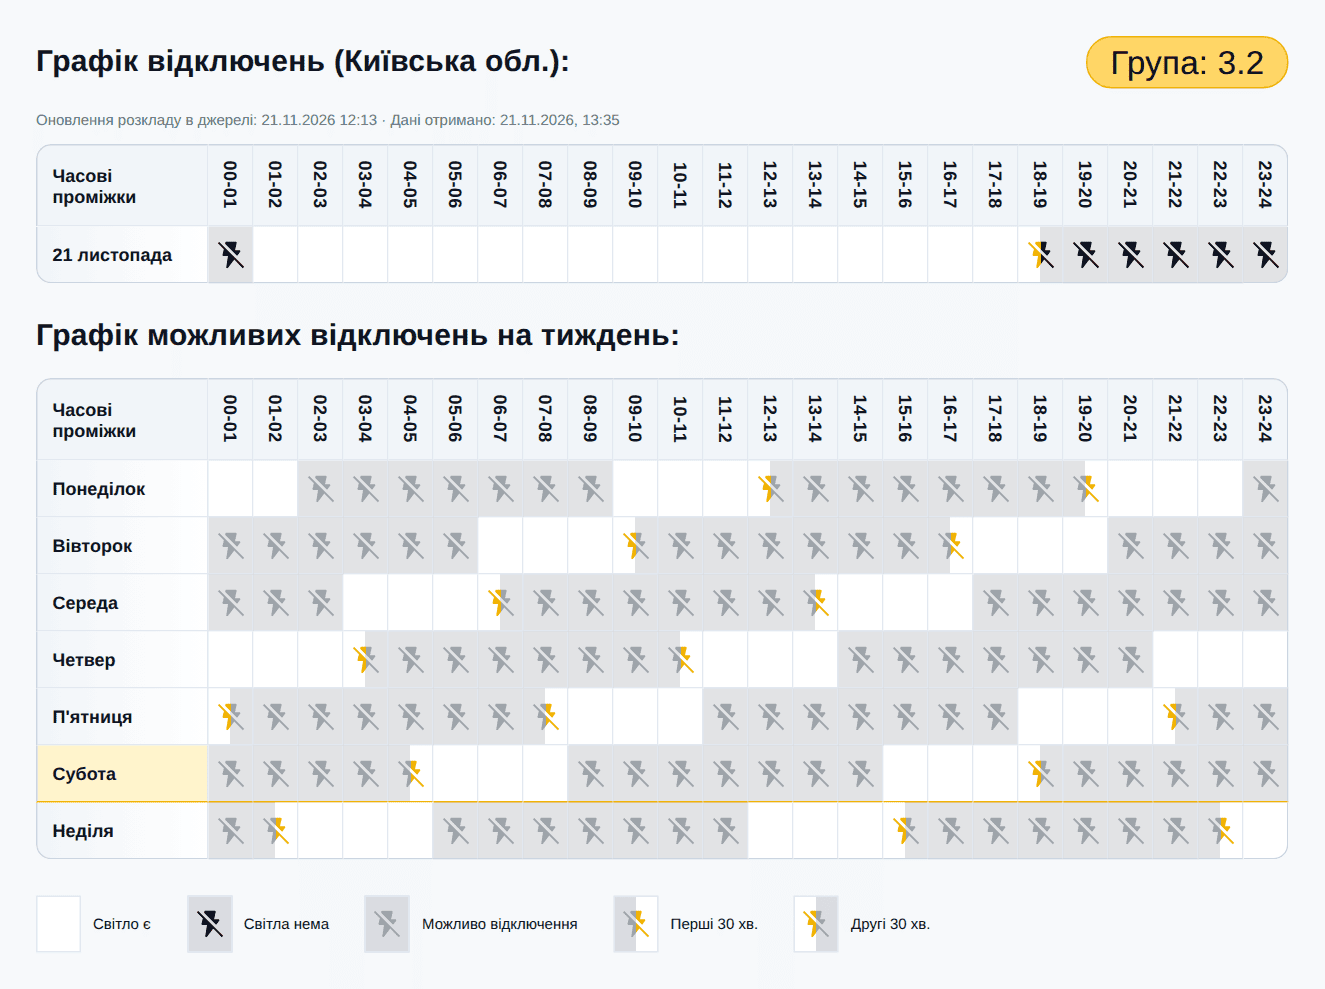 Графік відключень (Київська обл.):
Група: 3.2
Оновлення розкладу в джерелі: 21.11.2026 12:13 · Дані отримано: 21.11.2026, 13:35
Часові проміжки 00-01 01-02 02-03 03-04 04-05 05-06 06-07 07-08 08-09 09-10 10-11 11-12 12-13 13-14 14-15 15-16 16-17 17-18 18-19 19-20 20-21 21-22 22-23 23-24
21 листопада
Графік можливих відключень на тиждень:
Часові проміжки 00-01 01-02 02-03 03-04 04-05 05-06 06-07 07-08 08-09 09-10 10-11 11-12 12-13 13-14 14-15 15-16 16-17 17-18 18-19 19-20 20-21 21-22 22-23 23-24
Понеділок
Вівторок
Середа
Четвер
П'ятниця
Субота
Неділя
Світло є Світла нема Можливо відключення Перші 30 хв. Другі 30 хв.